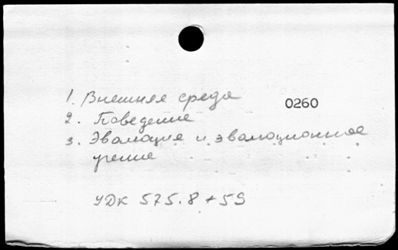 1. Внешняя среда
0260
2. Поведение
3. Эволюция и эволюционное
учение
УДК 575.8+59